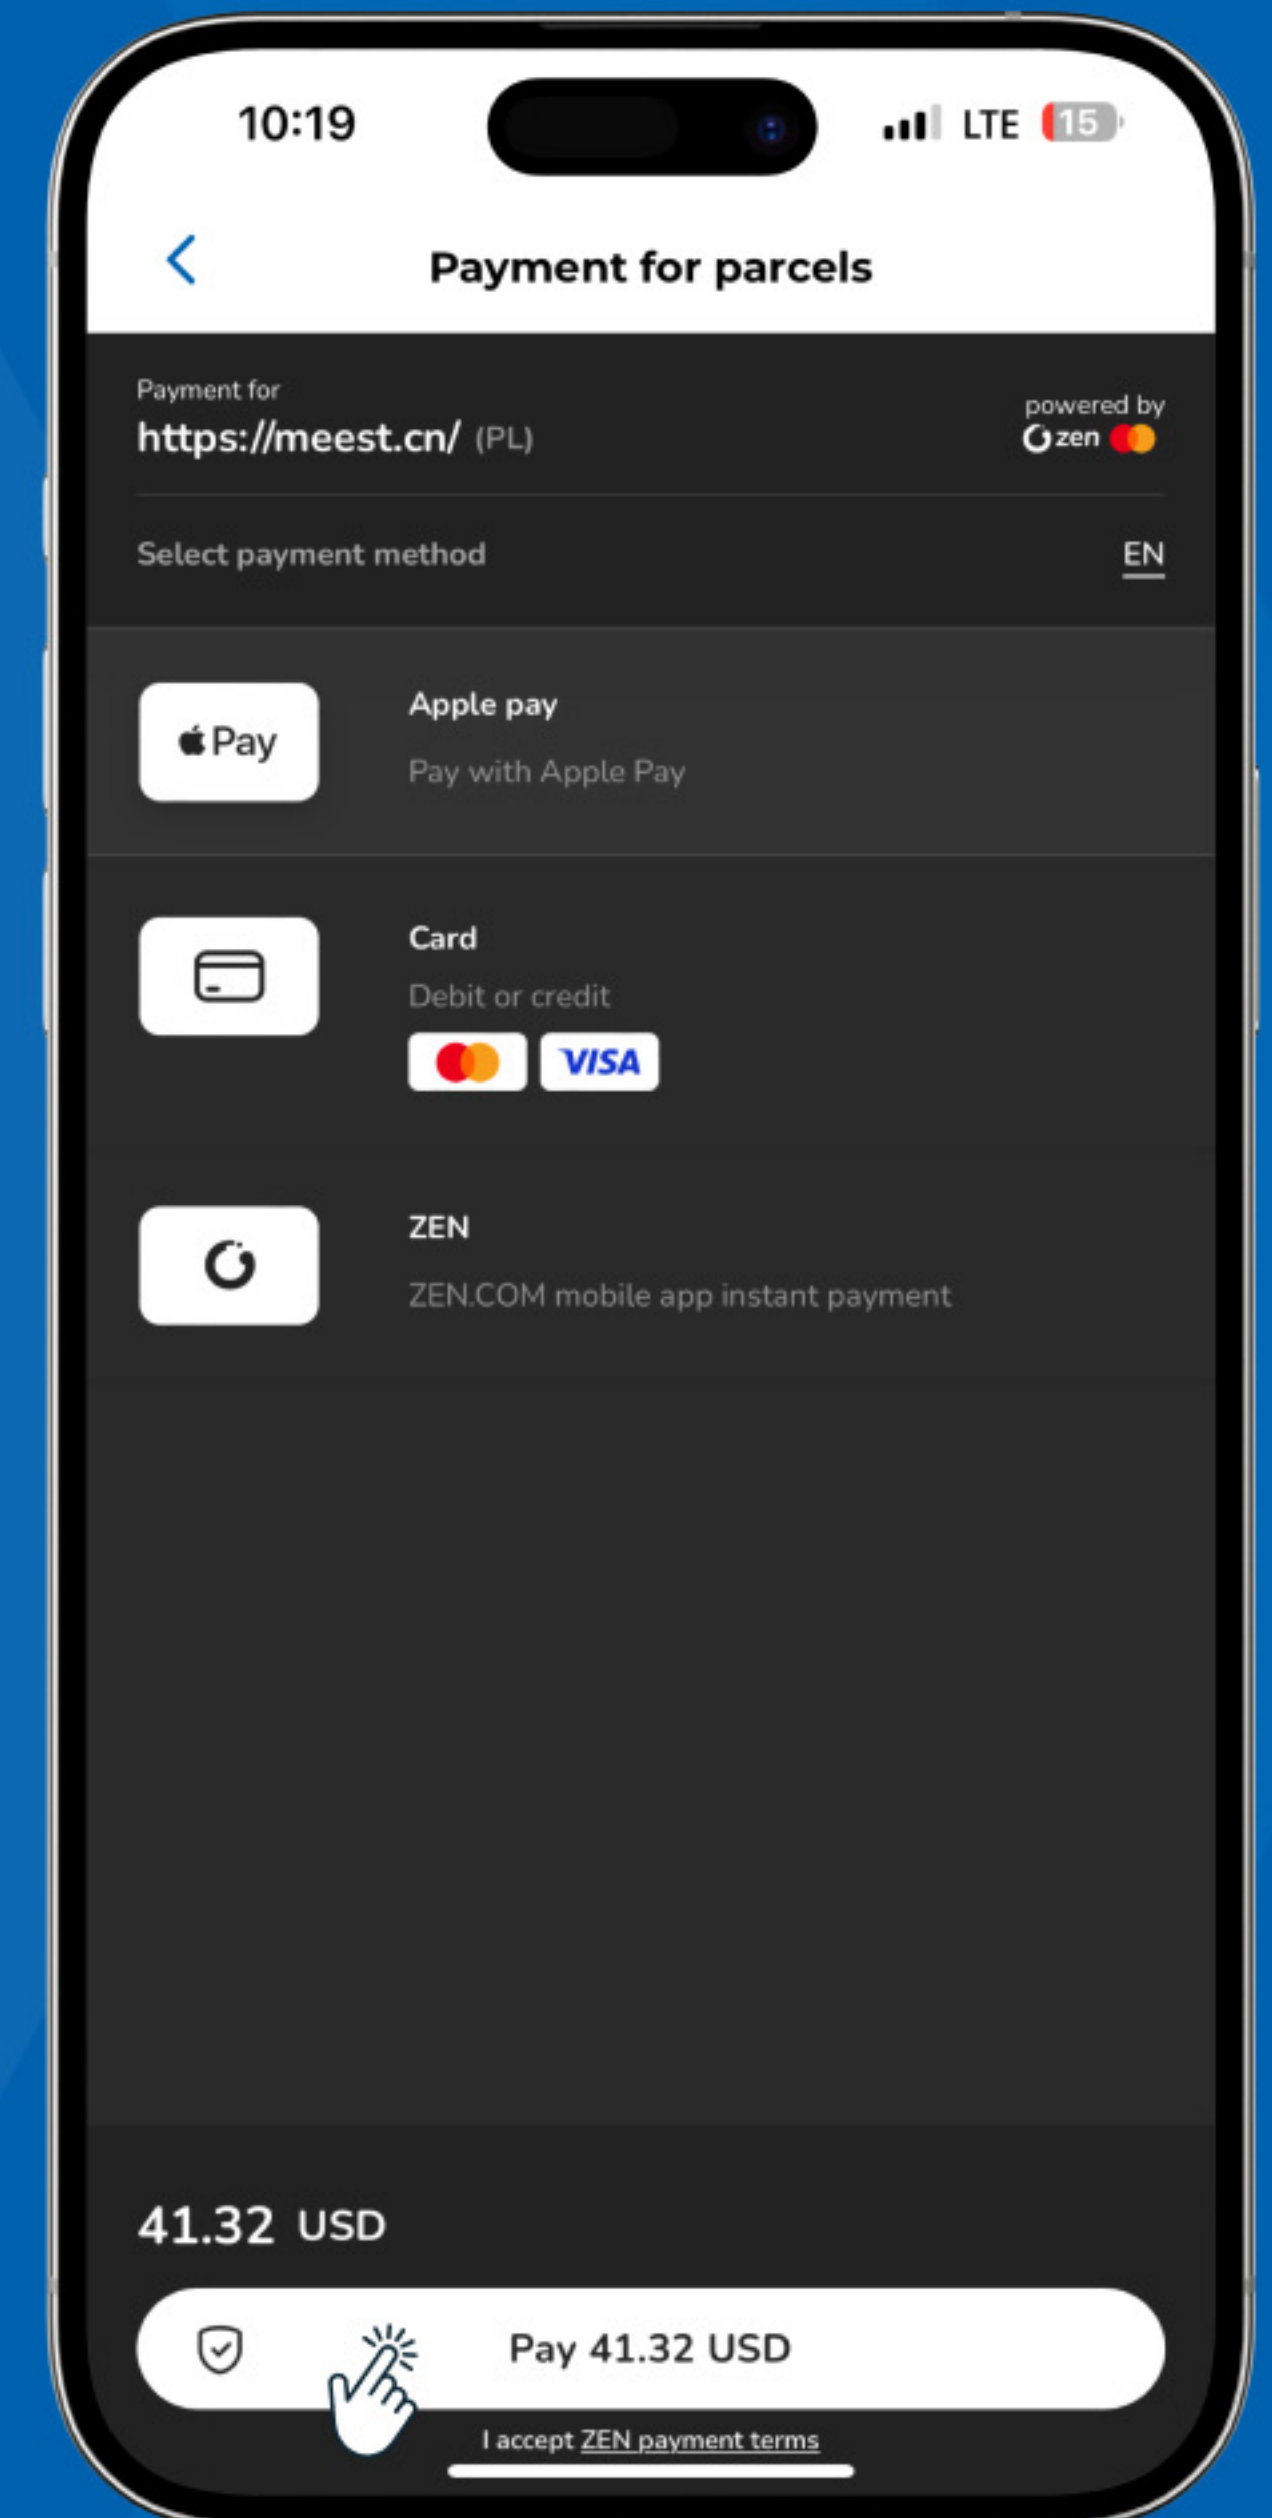 10:19
LTE 15
Payment for parcels
Payment for
https://meest.cn/ (PL)
powered by
zen
Select payment method
EN
Pay
Apple pay
Pay with Apple Pay
Card
Debit or credit
VISA
ZEN
ZEN.COM mobile app instant payment
41.32 USD
Pay 41.32 USD
I accept ZEN payment terms